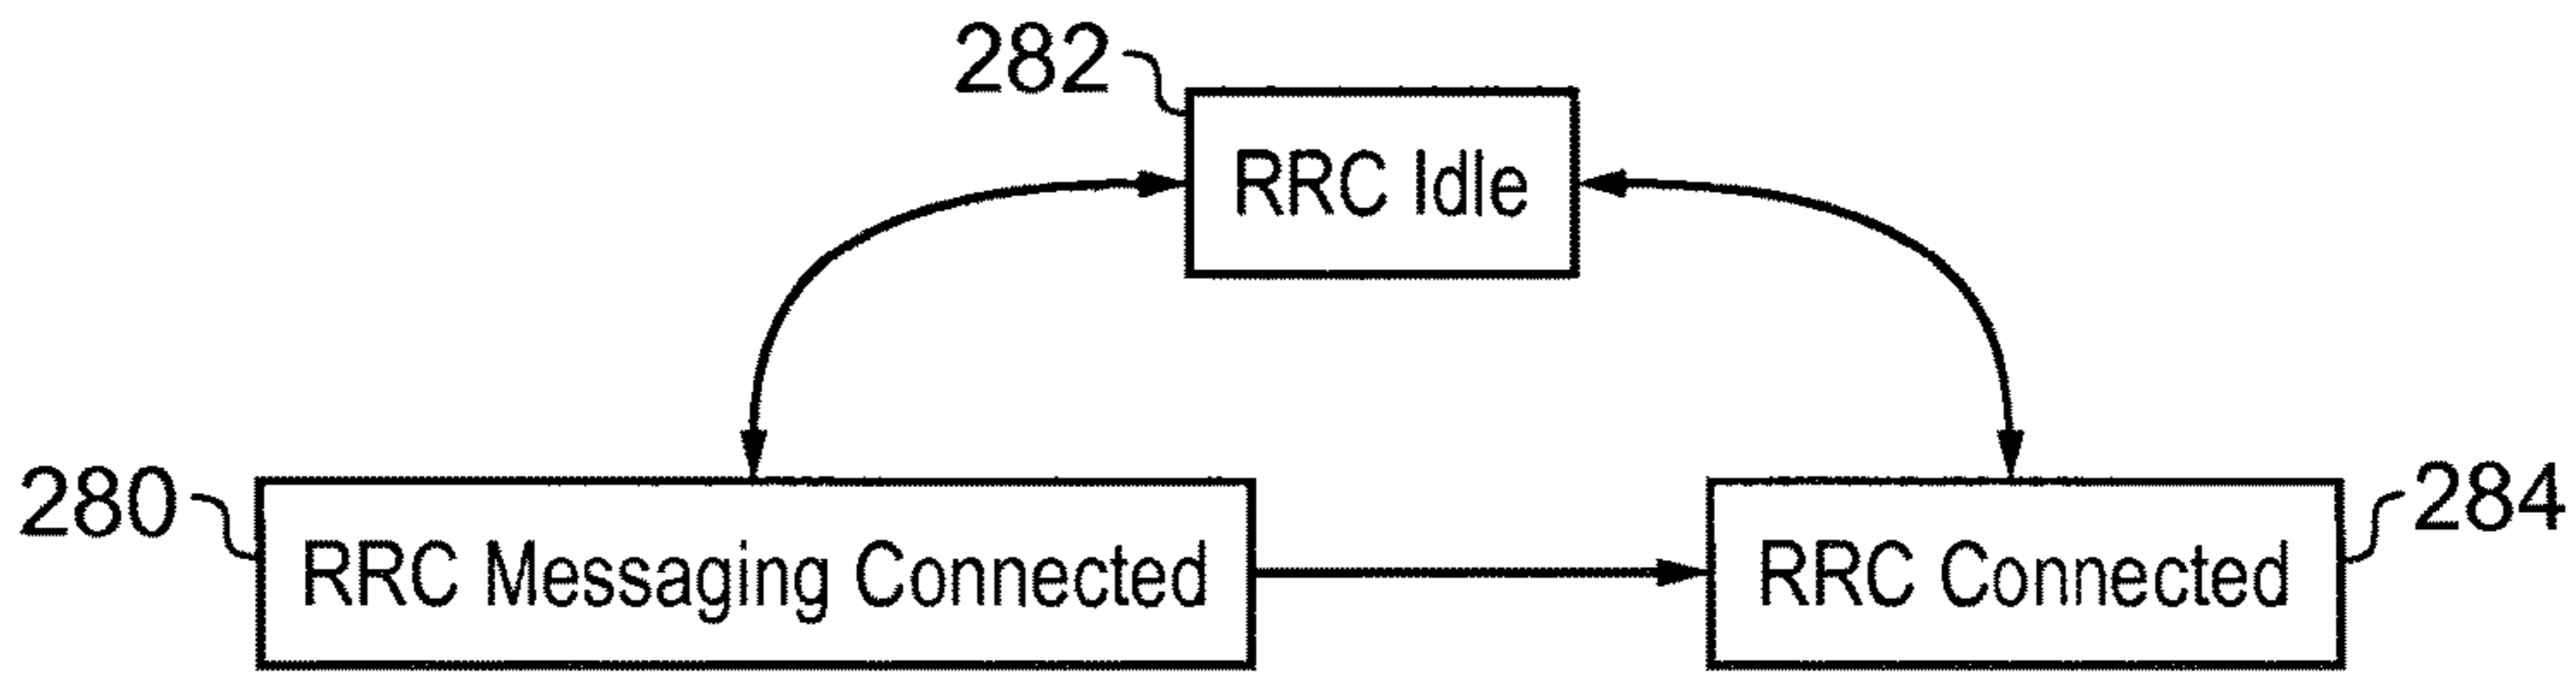 282
RRC Idle
280
RRC Messaging Connected
RRC Connected
284